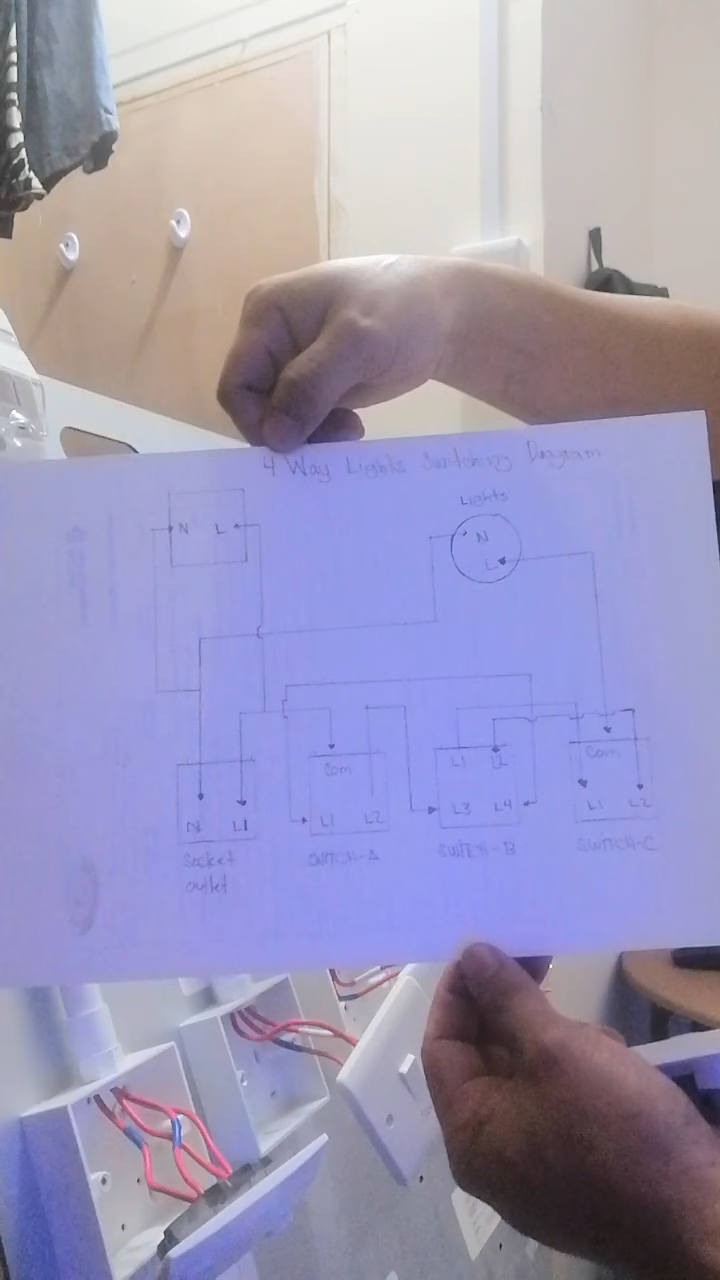 4 Way Lights Switching Diagram
Lights
N L
N
L
Com
L1 L2
Com
N L1
L1 L2
L3 L4
L1 L2
Socket outlet
SWITCH-A
SWITCH-B
SWITCH-C